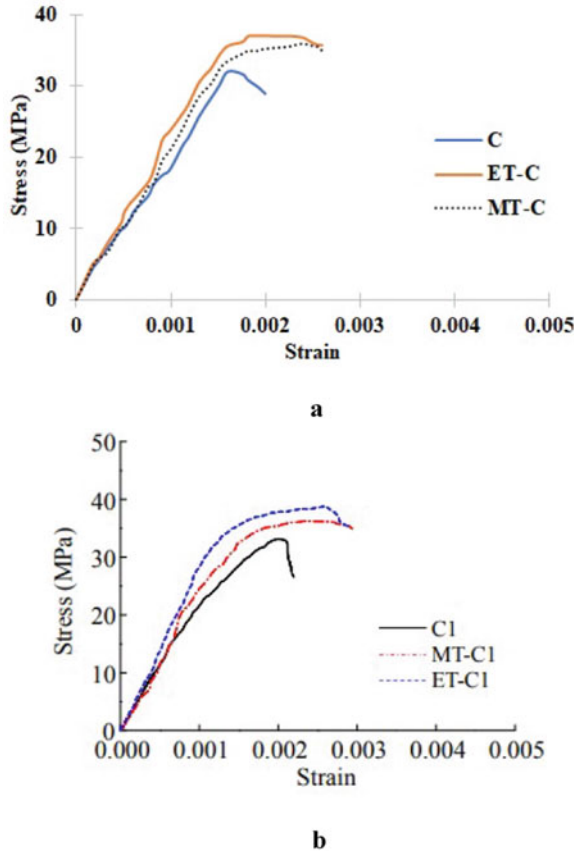 40
30
20
10
0
Stress (MPa)
C
ET-C
MT-C
0 0.001 0.002 0.003 0.004 0.005
Strain
a
50
40
30
20
10
0
Stress (MPa)
C1
MT-C1
ET-C1
0.000 0.001 0.002 0.003 0.004 0.005
Strain
b